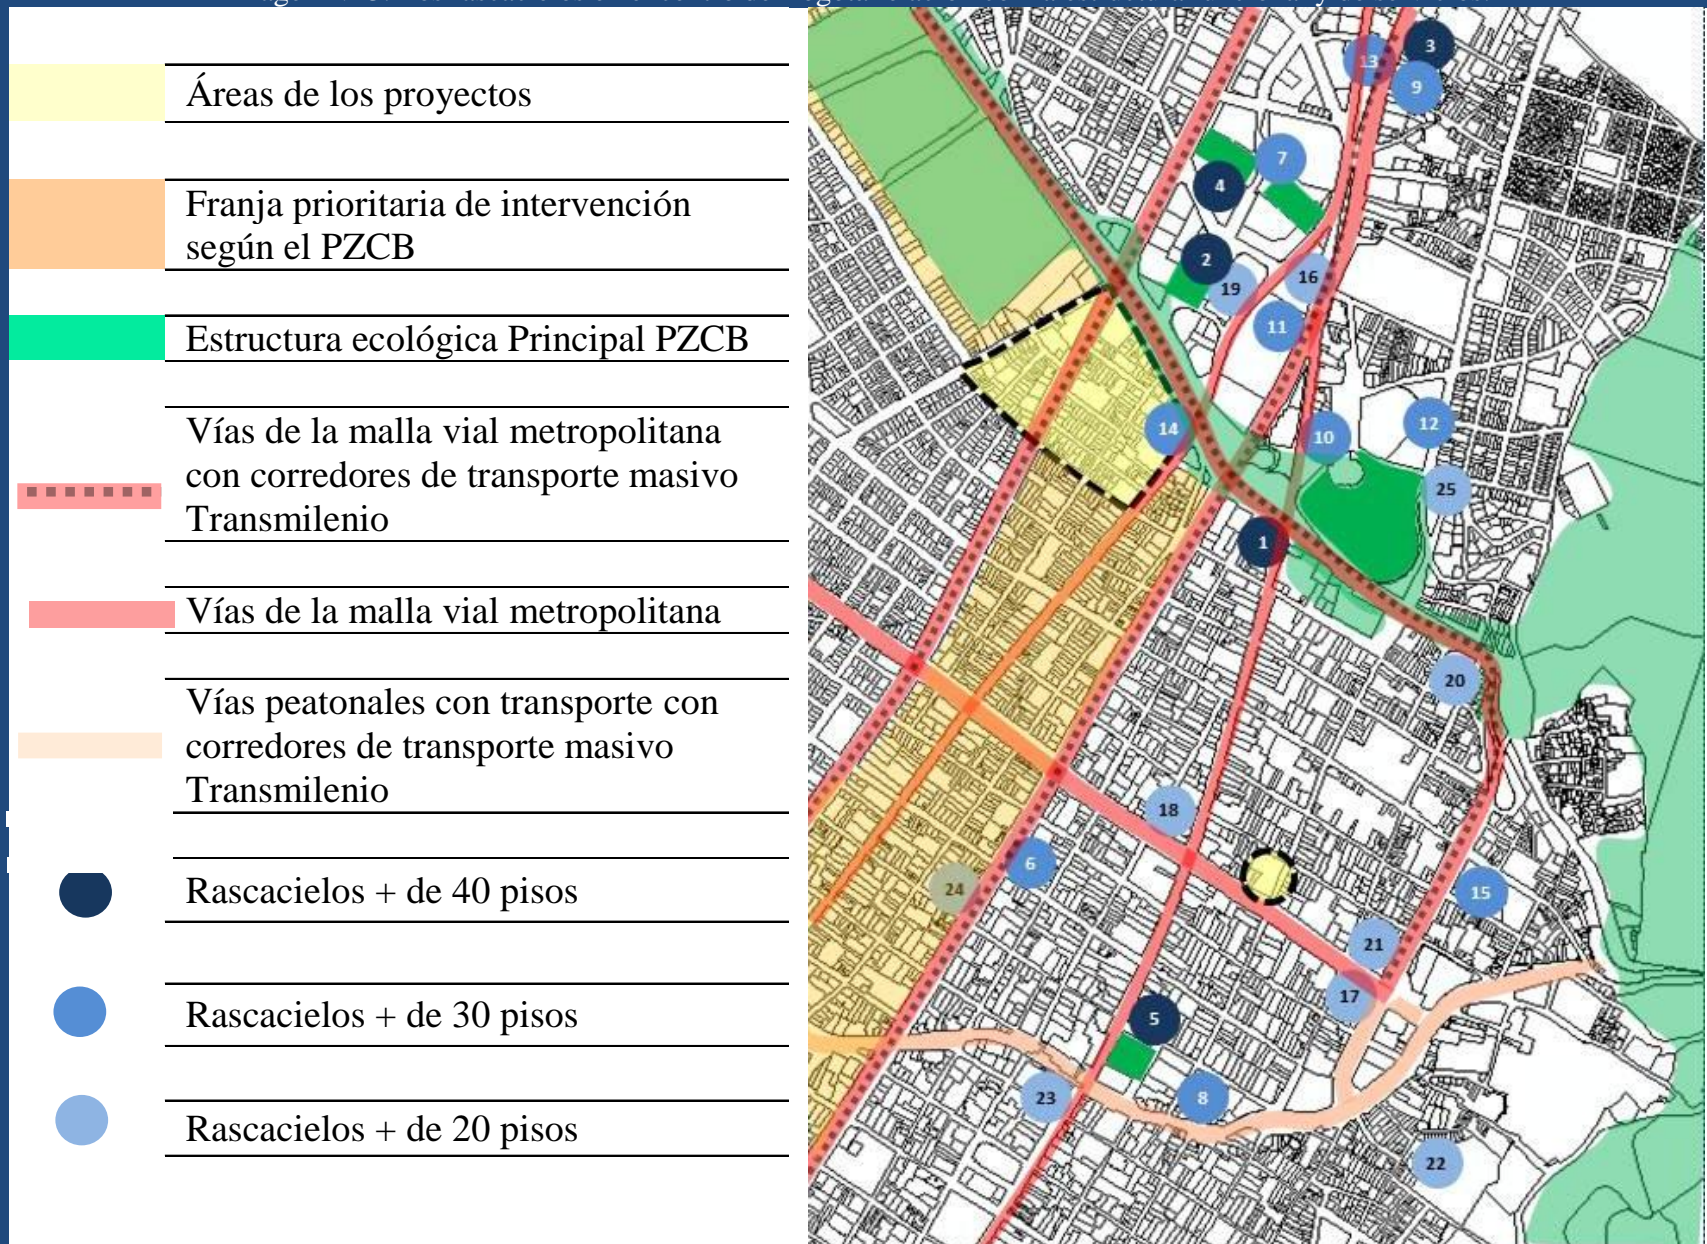 Áreas de los proyectos
Franja prioritaria de intervención
según el PZCB
Estructura ecológica Principal PZCB
Vías de la malla vial metropolitana
con corredores de transporte masivo
Transmilenio
Vías de la malla vial metropolitana
Vías peatonales con transporte con
corredores de transporte masivo
Transmilenio
Rascacielos + de 40 pisos
Rascacielos + de 30 pisos
Rascacielos + de 20 pisos
3
13
9
7
4
2
19
16
11
14
12
10
25
1
20
18
6
24
15
21
17
5
23
8
22